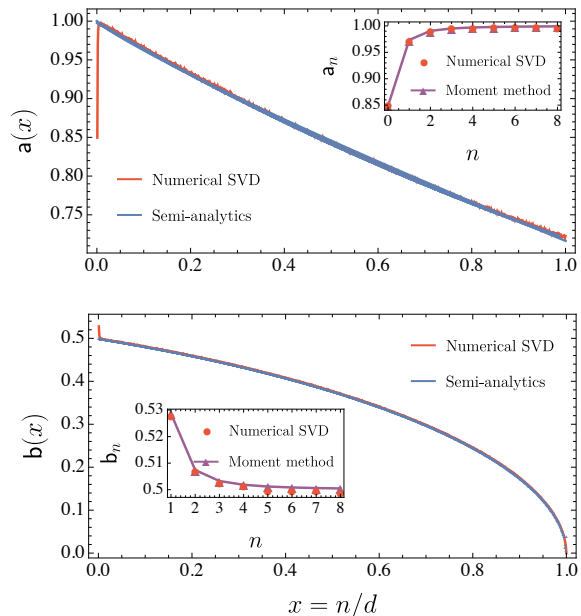 1.00
0.95
0.90
0.85
0.80
0.75
a(x)
0.0 0.2 0.4 0.6 0.8 1.0
Numerical SVD
Semi-analytics
1.00
0.95
0.90
0.85
a_n
0 1 2 3 4 5 6 7 8
n
Numerical SVD
Moment method
0.5
0.4
0.3
0.2
0.1
0.0
b(x)
0.0 0.2 0.4 0.6 0.8 1.0
x = n/d
Numerical SVD
Semi-analytics
0.53
0.52
0.51
0.5
b_n
1 2 3 4 5 6 7 8
n
Numerical SVD
Moment method